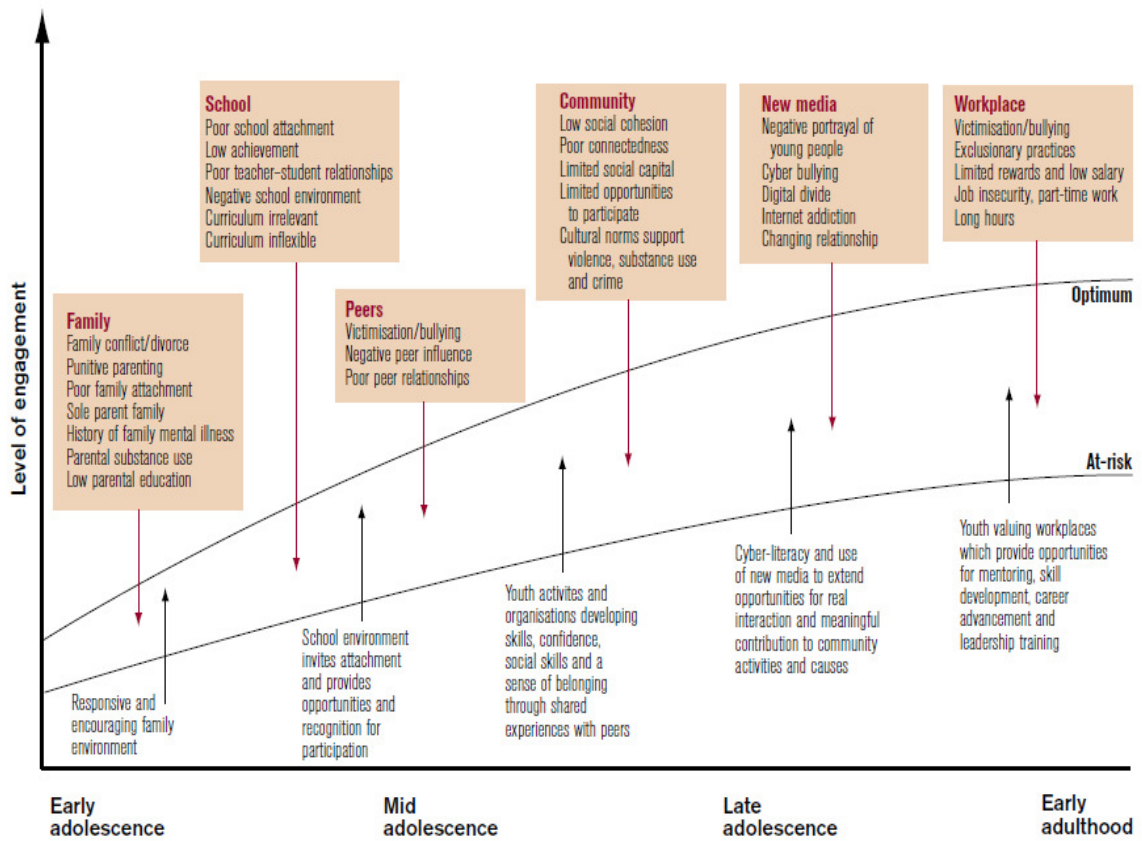 Level of engagement
School
Poor school attachment
Low achievement
Poor teacher–student relationships
Negative school environment
Curriculum irrelevant
Curriculum inflexible
Community
Low social cohesion
Poor connectedness
Limited social capital
Limited opportunities
to participate
Cultural norms support
violence, substance use
and crime
New media
Negative portrayal of
young people
Cyber bullying
Digital divide
Internet addiction
Changing relationship
Workplace
Victimisation/bullying
Exclusionary practices
Limited rewards and low salary
Job insecurity, part-time work
Long hours
Family
Family conflict/divorce
Punitive parenting
Poor family attachment
Sole parent family
History of family mental illness
Parental substance use
Low parental education
Peers
Victimisation/bullying
Negative peer influence
Poor peer relationships
Optimum
At-risk
Responsive and
encouraging family
environment
School environment
invites attachment
and provides
opportunities and
recognition for
participation
Youth activites and
organisations developing
skills, confidence,
social skills and a
sense of belonging
through shared
experiences with peers
Cyber-literacy and use
of new media to extend
opportunities for real
interaction and meaningful
contribution to community
activities and causes
Youth valuing workplaces
which provide opportunities
for mentoring, skill
development, career
advancement and
leadership training
Early
adolescence
Mid
adolescence
Late
adolescence
Early
adulthood